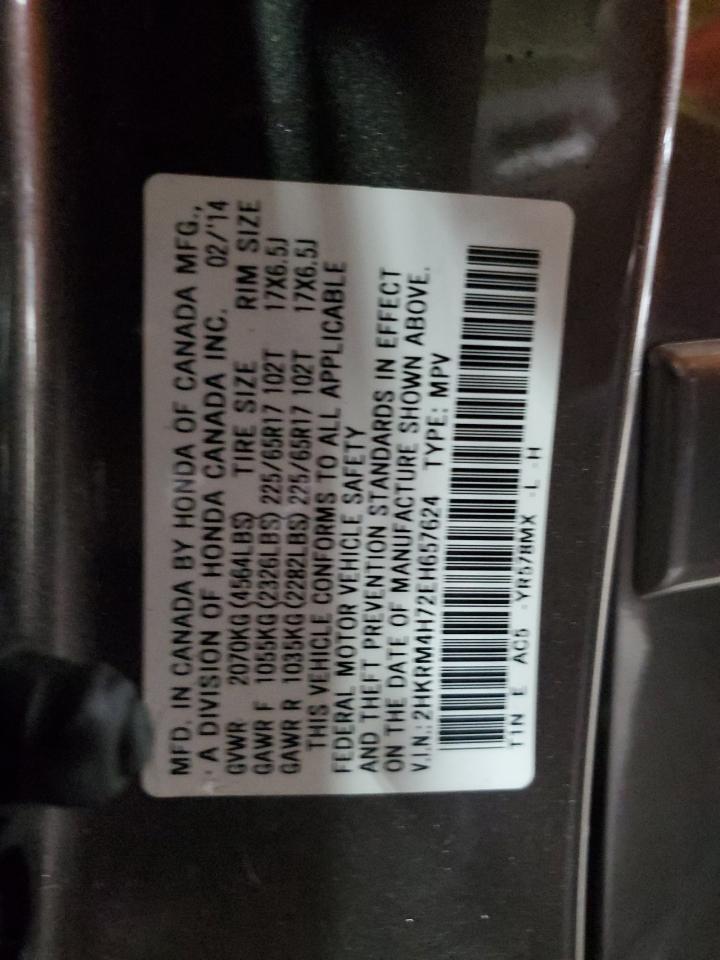 MFD. IN CANADA BY HONDA OF CANADA MFG.,
A DIVISION OF HONDA CANADA INC. 02/'14
GVWR 2070KG (4564LBS) TIRE SIZE RIM SIZE
GAWR F 1055KG (2326LBS) 225/65R17 102T 17X6.5J
GAWR R 1035KG (2282LBS) 225/65R17 102T 17X6.5J
THIS VEHICLE CONFORMS TO ALL APPLICABLE
FEDERAL MOTOR VEHICLE SAFETY
AND THEFT PREVENTION STANDARDS IN EFFECT
ON THE DATE OF MANUFACTURE SHOWN ABOVE.
V.I.N.: 2HKRM4H72EH657624 TYPE: MPV
T1N E AC5 -YR578MX -L -H